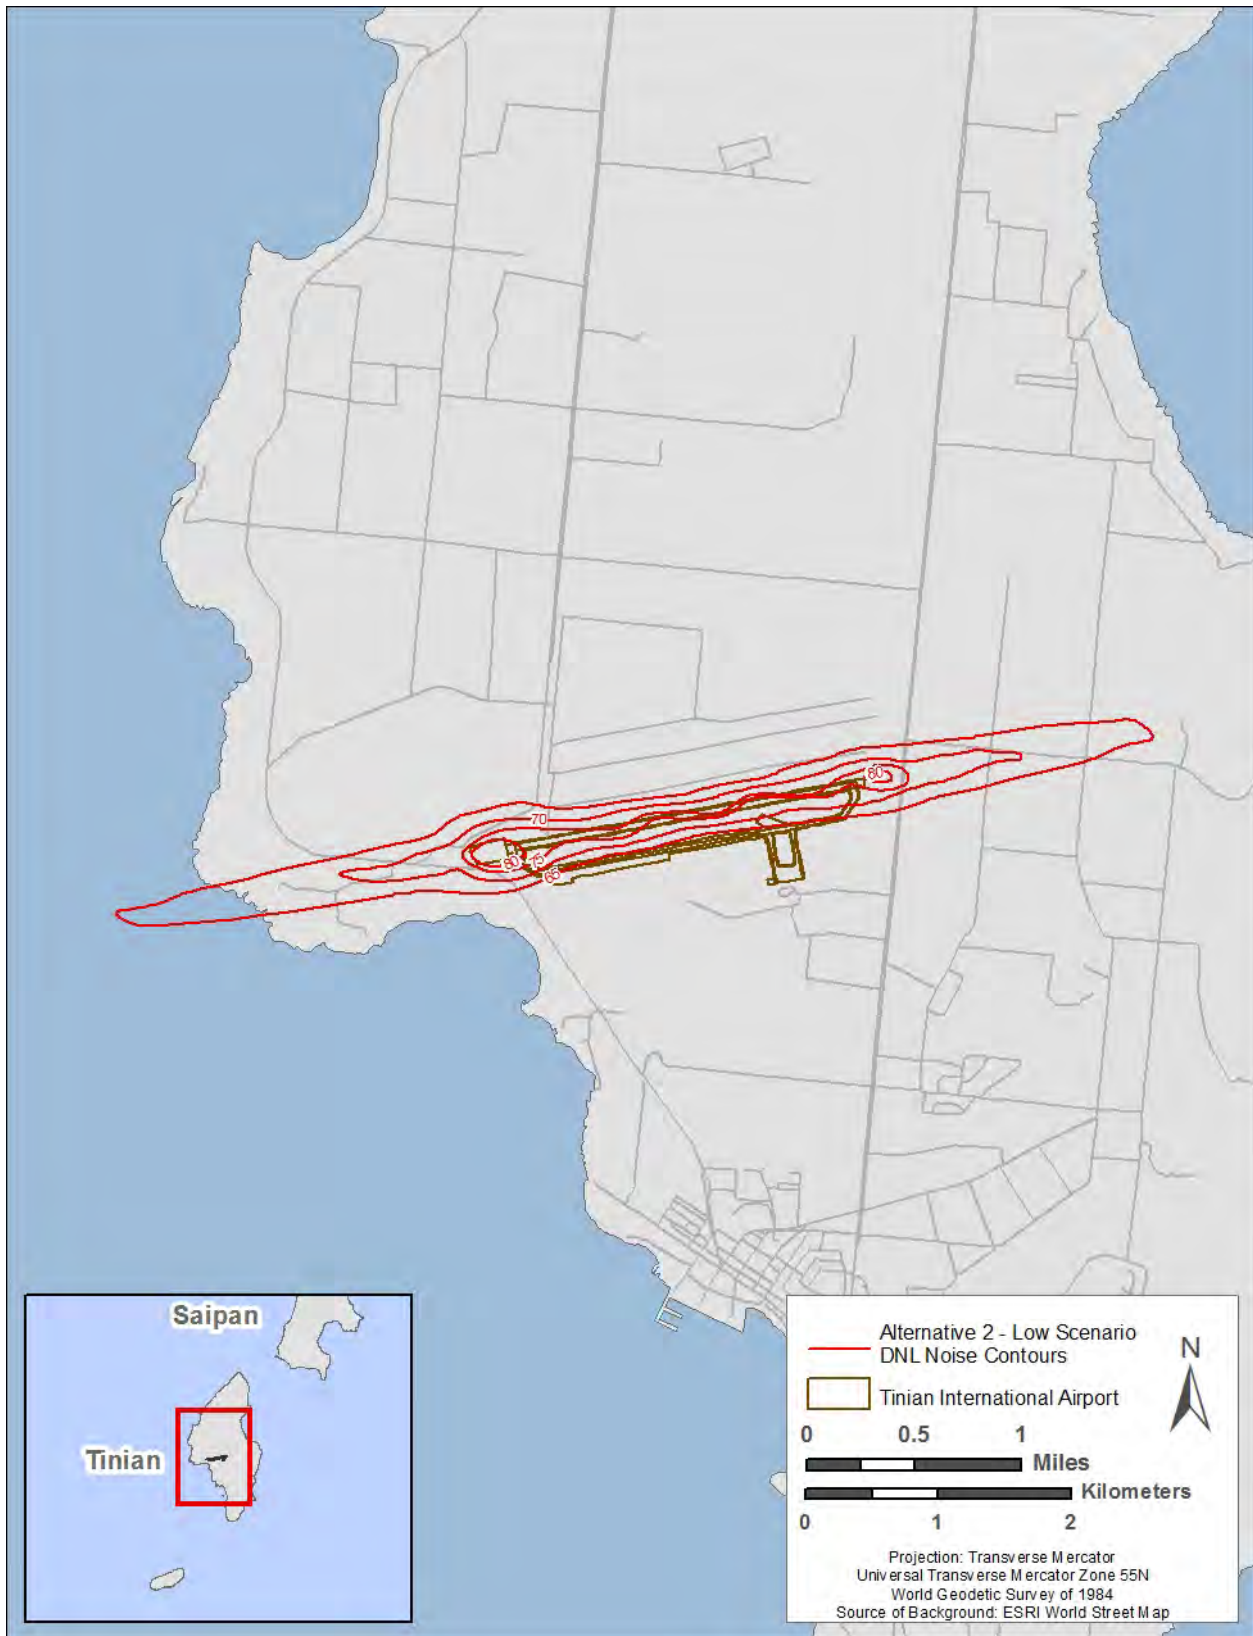 80
70
80
75
65
Saipan
Tinian
Alternative 2 - Low Scenario
DNL Noise Contours
Tinian International Airport
N
0 0.5 1
Miles
Kilometers
0 1 2
Projection: Transverse Mercator
Universal Transverse Mercator Zone 55N
World Geodetic Survey of 1984
Source of Background: ESRI World Street Map